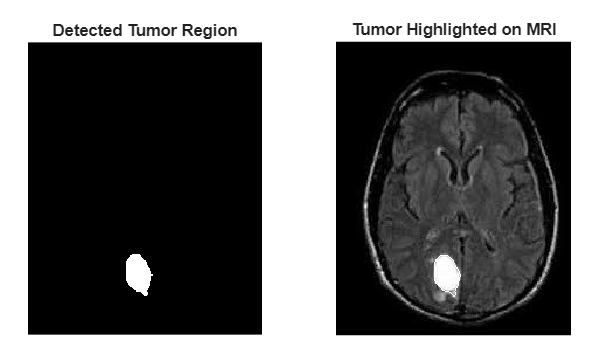 Detected Tumor Region
Tumor Highlighted on MRI